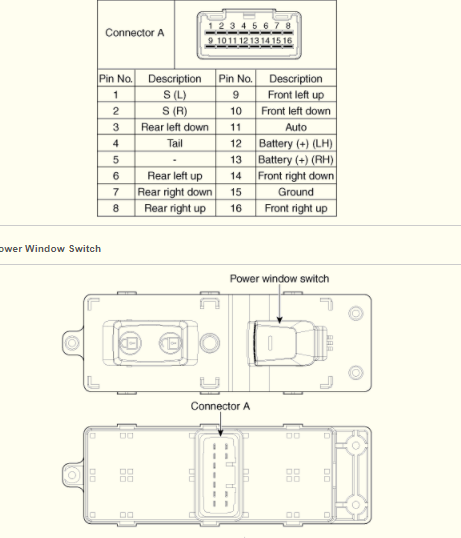 Connector A
1 2 3 4 5 6 7 8
9 10 11 12 13 14 15 16
Pin No. Description Pin No. Description
1 S (L) 9 Front left up
2 S (R) 10 Front left down
3 Rear left down 11 Auto
4 Tail 12 Battery (+) (LH)
5 - 13 Battery (+) (RH)
6 Rear left up 14 Front right down
7 Rear right down 15 Ground
8 Rear right up 16 Front right up
ower Window Switch
Power window switch
Connector A